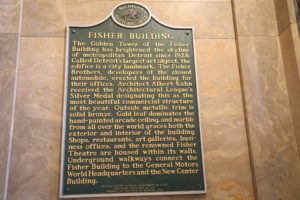 MICHIGAN
FISHER BUILDING
The Golden Tower of the Fisher
Building has brightened the skyline
of metropolitan Detroit since 1928.
Called Detroit's largest art object, the
edifice is a city landmark. The Fisher
Brothers, developers of the closed
automobile, erected the building for
their offices. Architect Albert Kahn
received the Architectural League's
Silver Medal designating this as the
most beautiful commercial structure
of the year. Outside metallic trim is
solid bronze. Gold leaf dominates the
hand-painted arcade ceiling, and marble
from all over the world graces both the
exterior and interior of the building.
Shops, restaurants, art galleries, busi-
ness offices, and the renowned Fisher
Theatre are housed within its walls.
Underground walkways connect the
Fisher Building to the General Motors
World Headquarters and the New Center
Building.